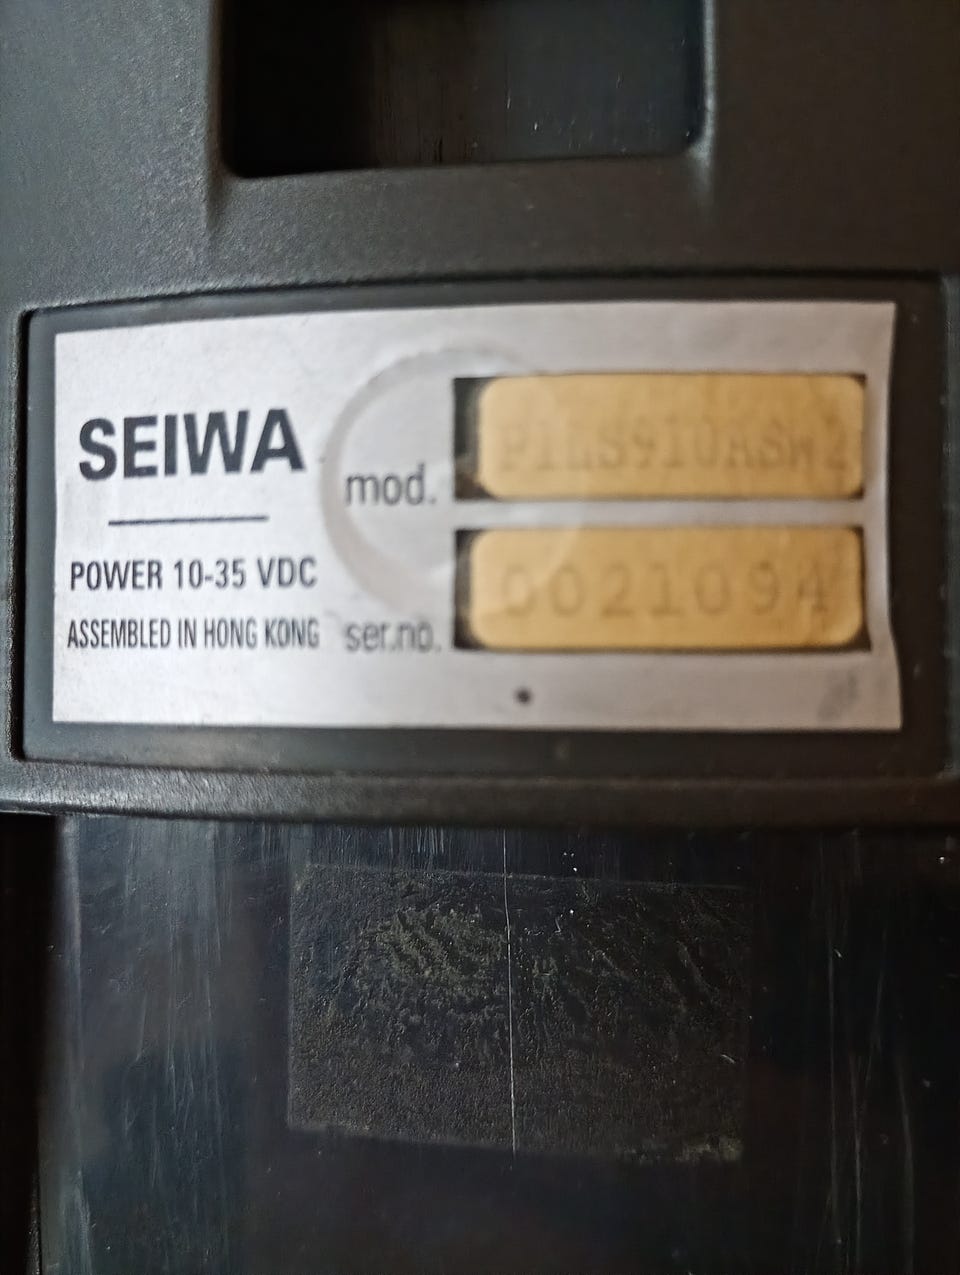 SEIWA
POWER 10-35 VDC
ASSEMBLED IN HONG KONG
mod.
ser.no. 0021094